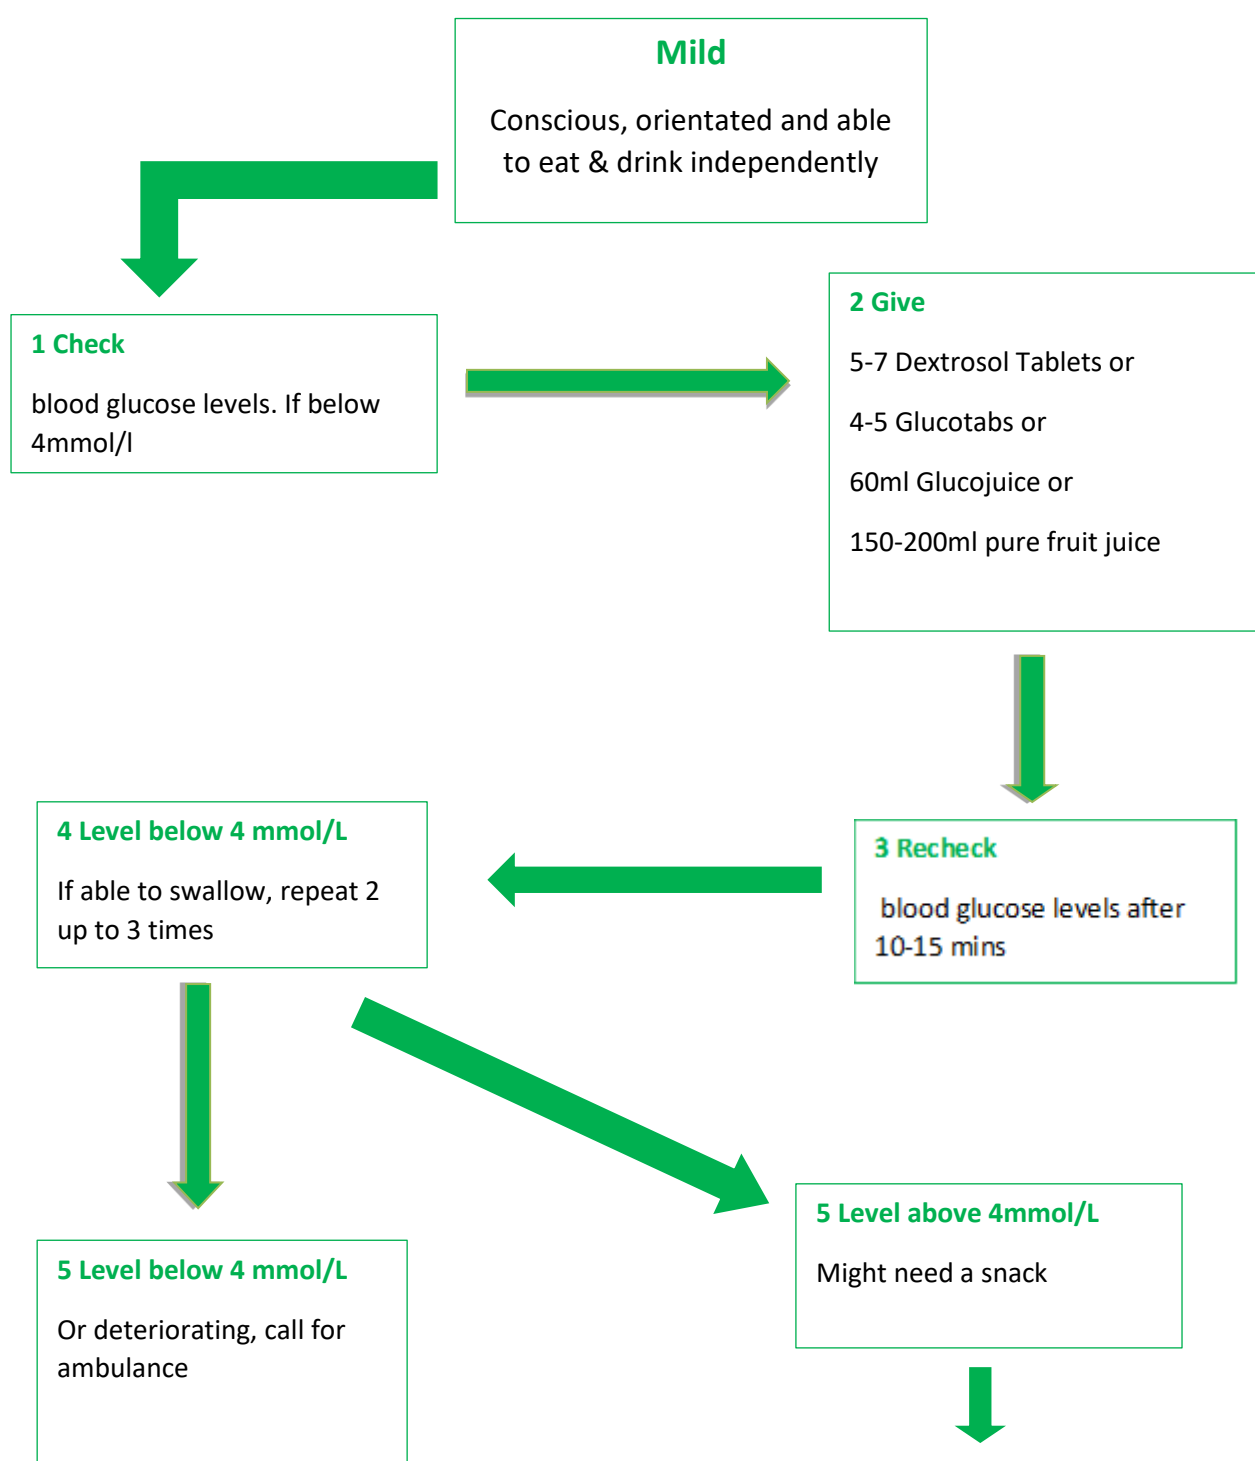 Mild
Conscious, orientated and able
to eat & drink independently
1 Check
blood glucose levels. If below
4mmol/l
2 Give
5-7 Dextrosol Tablets or
4-5 Glucotabs or
60ml Glucojuice or
150-200ml pure fruit juice
3 Recheck
blood glucose levels after
10-15 mins
4 Level below 4 mmol/L
If able to swallow, repeat 2
up to 3 times
5 Level below 4 mmol/L
Or deteriorating, call for
ambulance
5 Level above 4mmol/L
Might need a snack